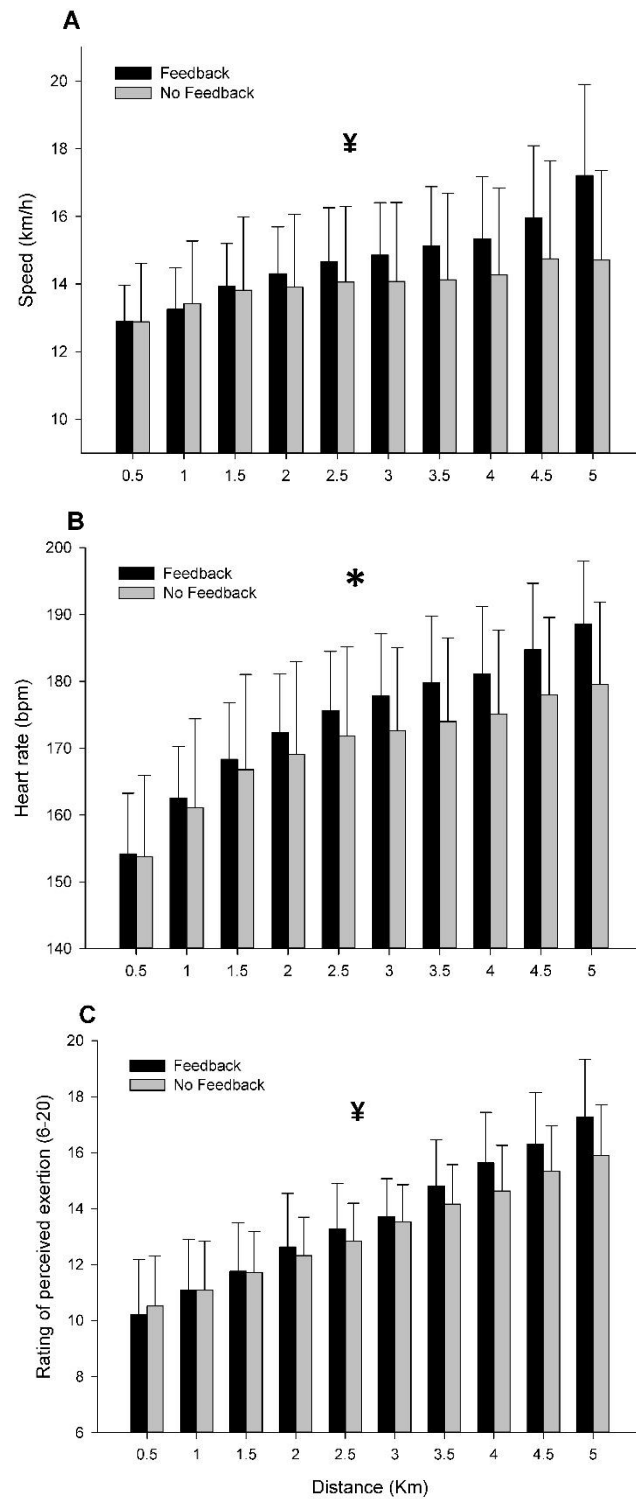 A
Feedback
No Feedback
¥
Speed (km/h)
20
18
16
14
12
10
0.5 1 1.5 2 2.5 3 3.5 4 4.5 5
B
Feedback
No Feedback
*
Heart rate (bpm)
200
190
180
170
160
150
140
0.5 1 1.5 2 2.5 3 3.5 4 4.5 5
C
Feedback
No Feedback
¥
Rating of perceived exertion (6-20)
20
18
16
14
12
10
8
6
0.5 1 1.5 2 2.5 3 3.5 4 4.5 5
Distance (Km)